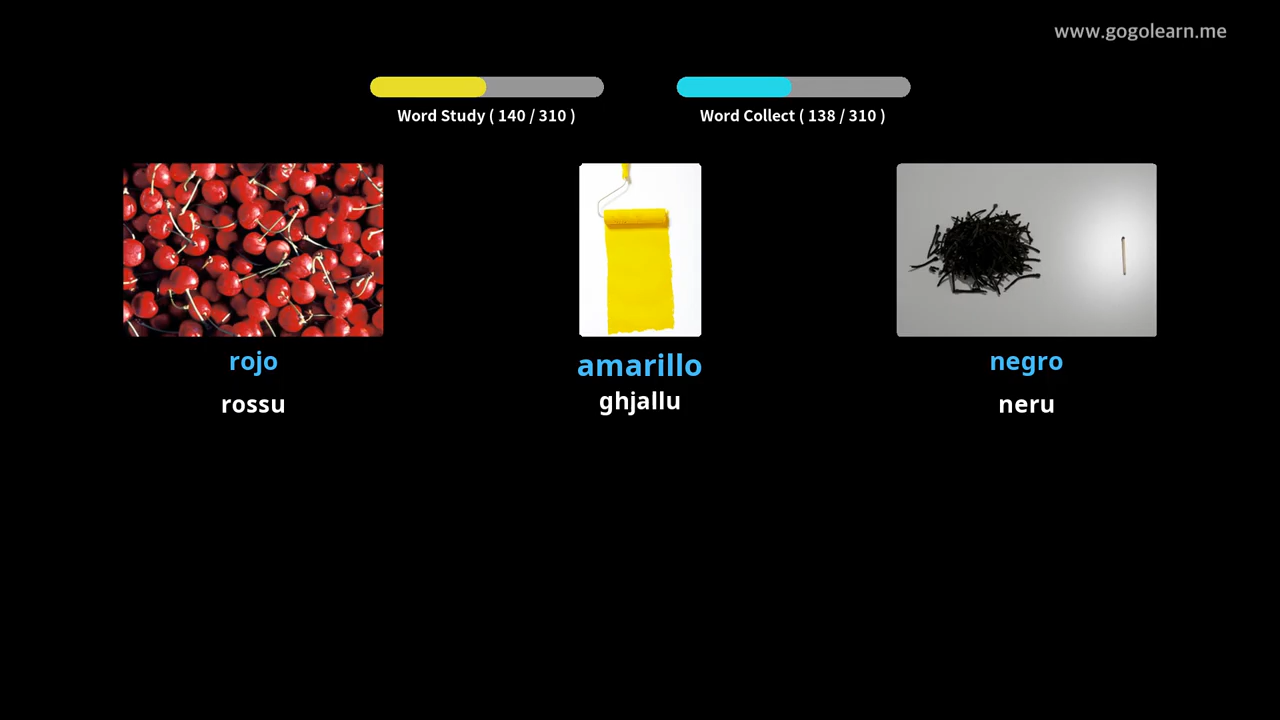 www.gogolearn.me
Word Study ( 140 / 310 )
Word Collect ( 138 / 310 )
rojo
amarillo
negro
rossu
ghjallu
neru